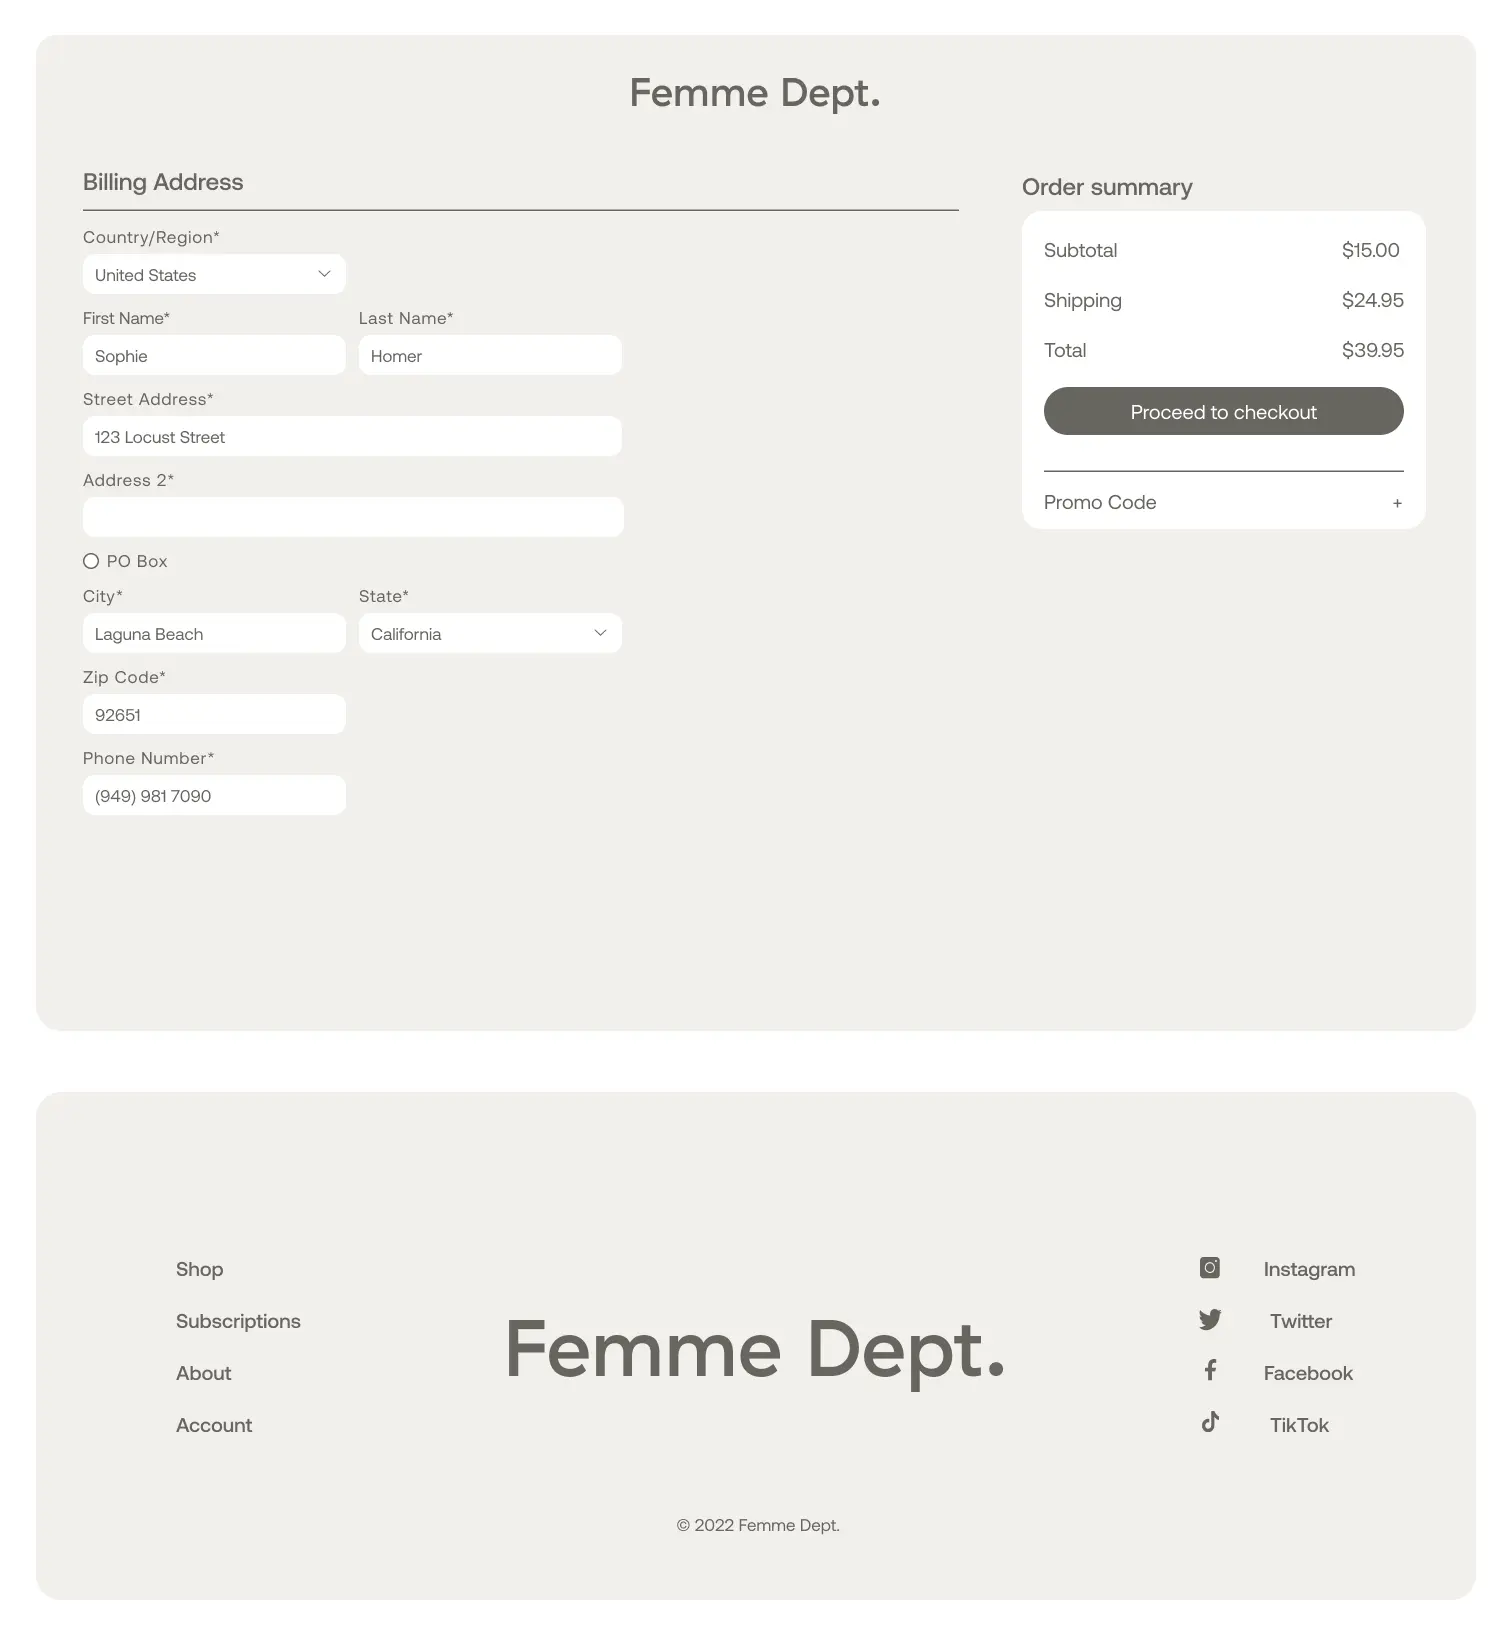 Femme Dept.
Billing Address
Country/Region*
United States
First Name*
Last Name*
Sophie
Homer
Street Address*
123 Locust Street
Address 2*
PO Box
City*
State*
Laguna Beach
California
Zip Code*
92651
Phone Number*
(949) 981 7090
Order summary
Subtotal $15.00
Shipping $24.95
Total $39.95
Proceed to checkout
Promo Code +
Shop
Subscriptions
About
Account
Femme Dept.
Instagram
Twitter
Facebook
TikTok
© 2022 Femme Dept.